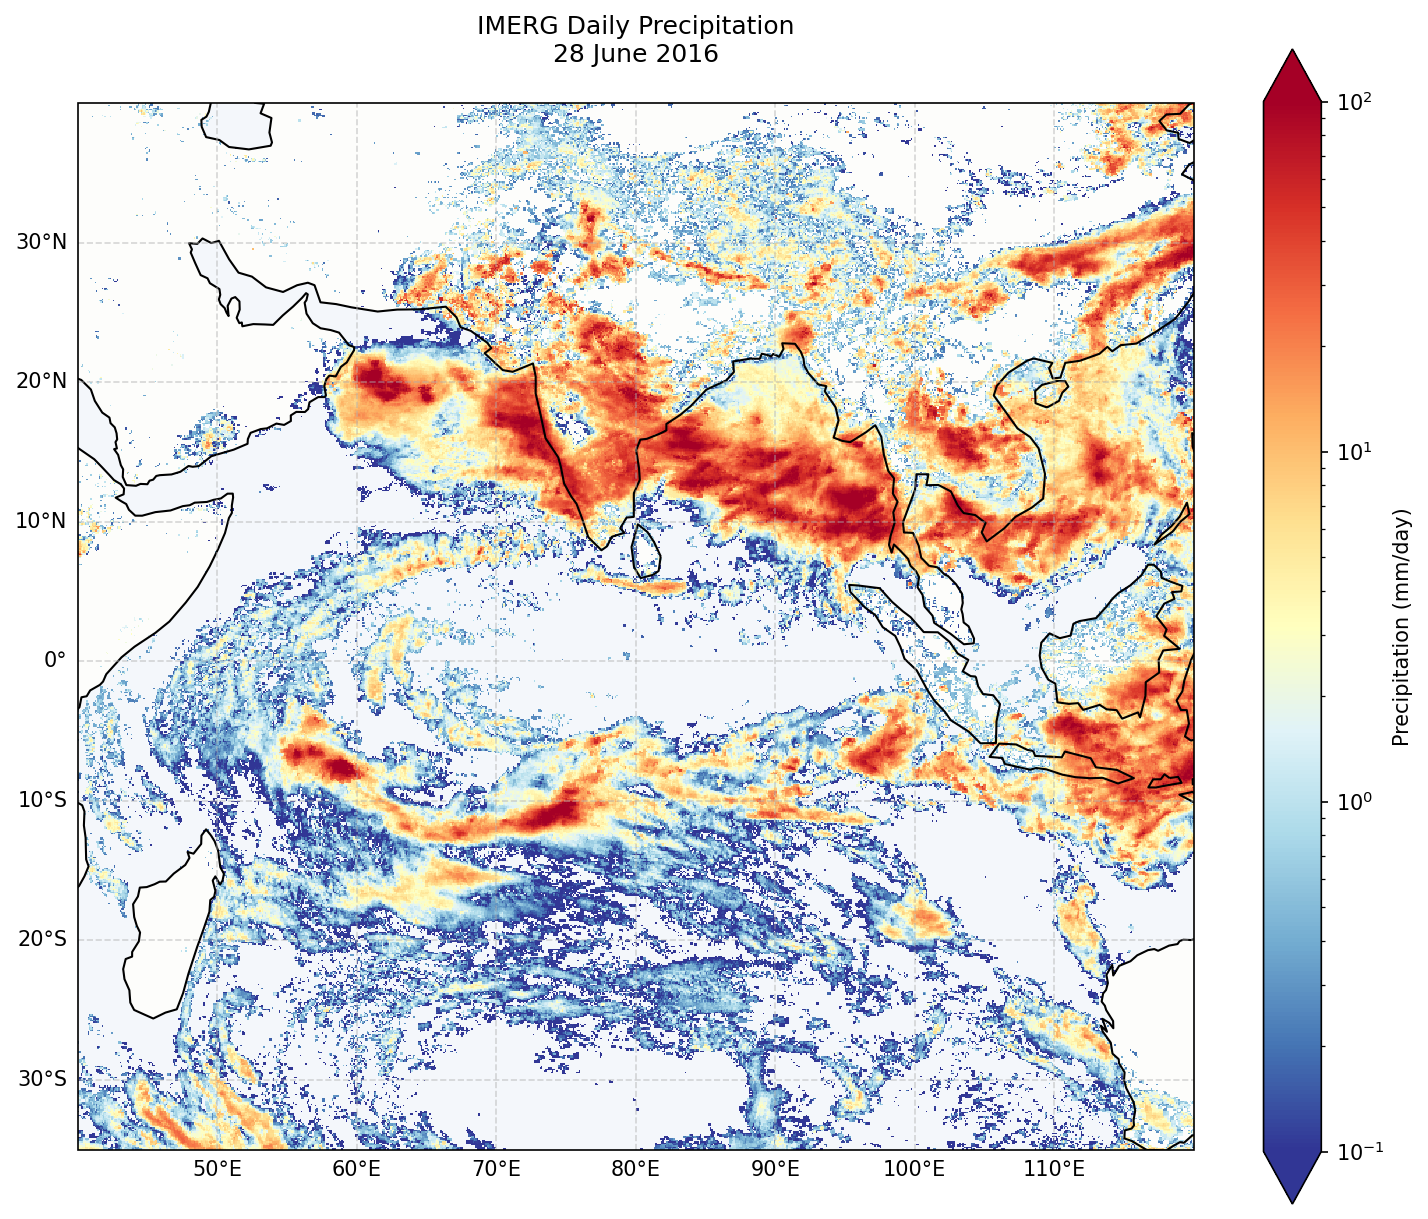 IMERG Daily Precipitation
28 June 2016
30°N
20°N
10°N
0°
10°S
20°S
30°S
50°E 60°E 70°E 80°E 90°E 100°E 110°E
10²
10¹
10⁰
10⁻¹
Precipitation (mm/day)